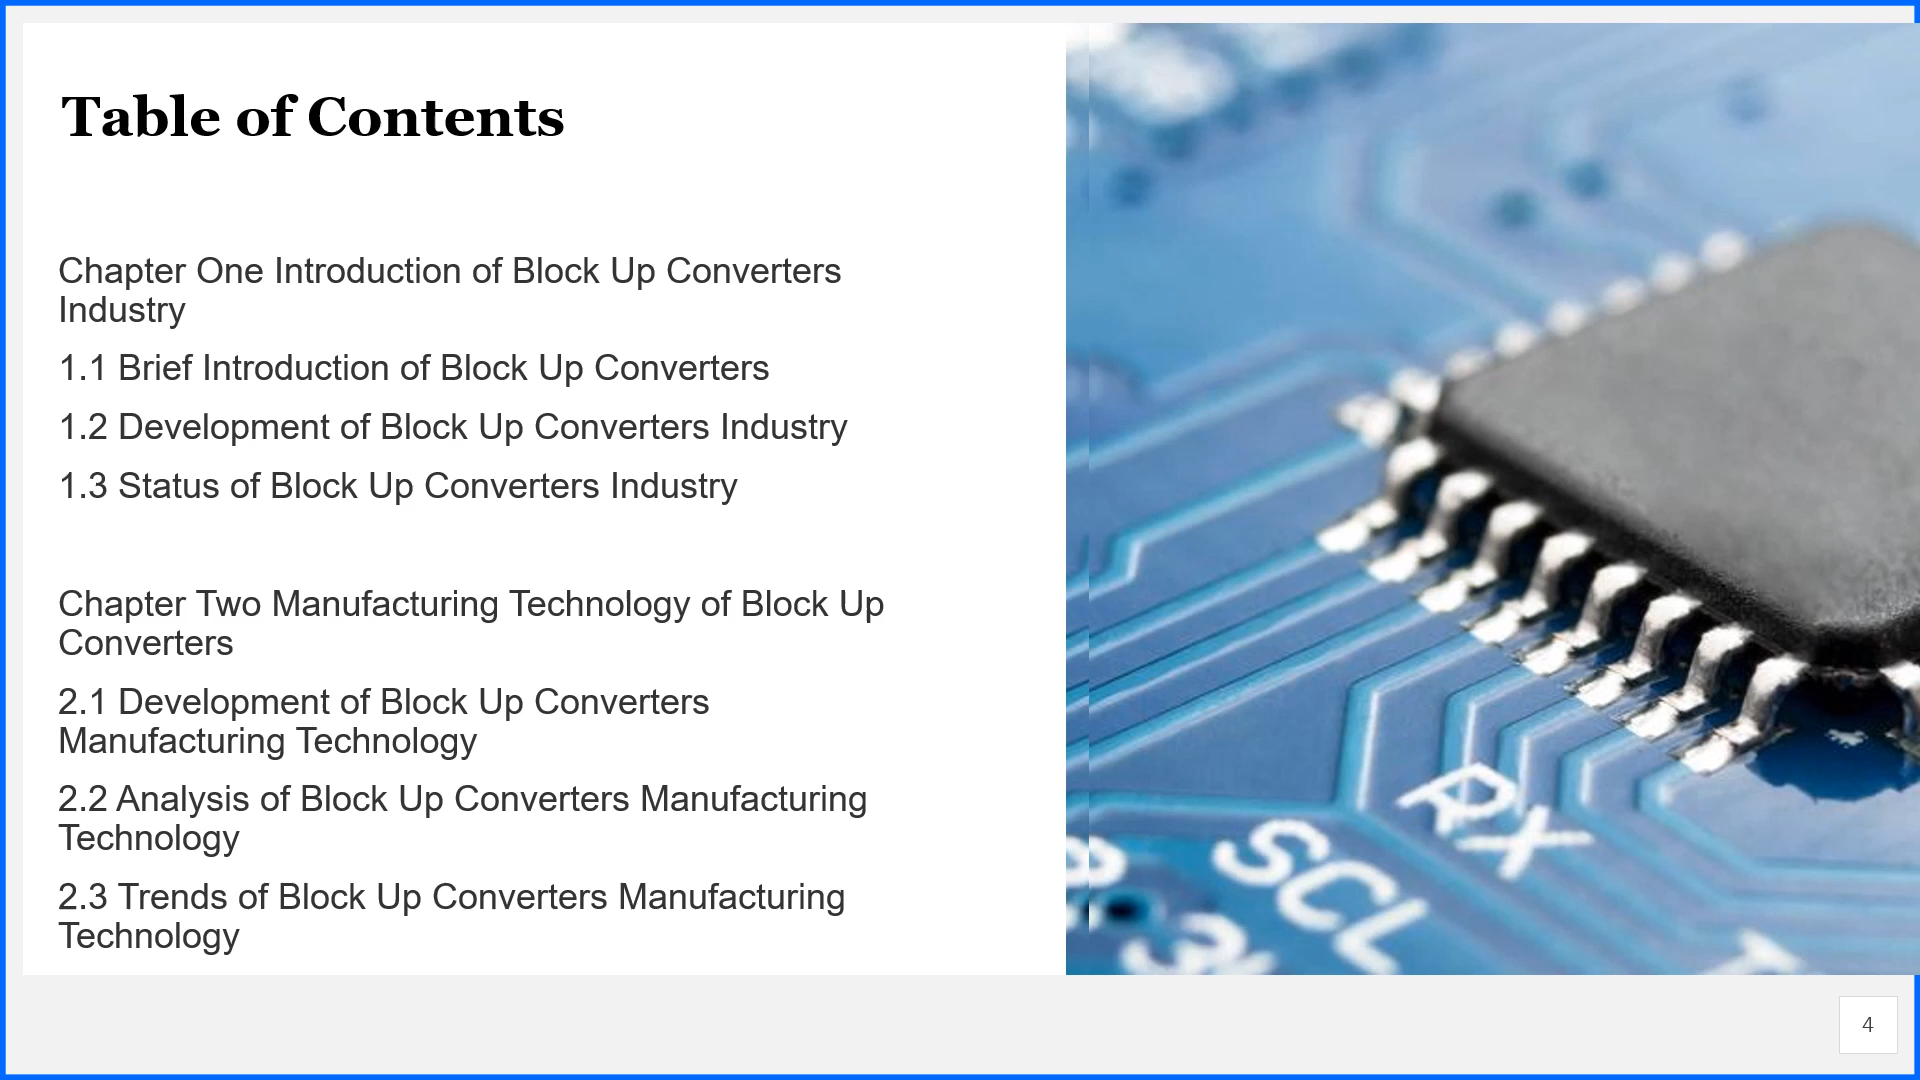 Table of Contents
Chapter One Introduction of Block Up Converters
Industry
1.1 Brief Introduction of Block Up Converters
1.2 Development of Block Up Converters Industry
1.3 Status of Block Up Converters Industry
Chapter Two Manufacturing Technology of Block Up
Converters
2.1 Development of Block Up Converters
Manufacturing Technology
2.2 Analysis of Block Up Converters Manufacturing
Technology
2.3 Trends of Block Up Converters Manufacturing
Technology
RX
SCL
4